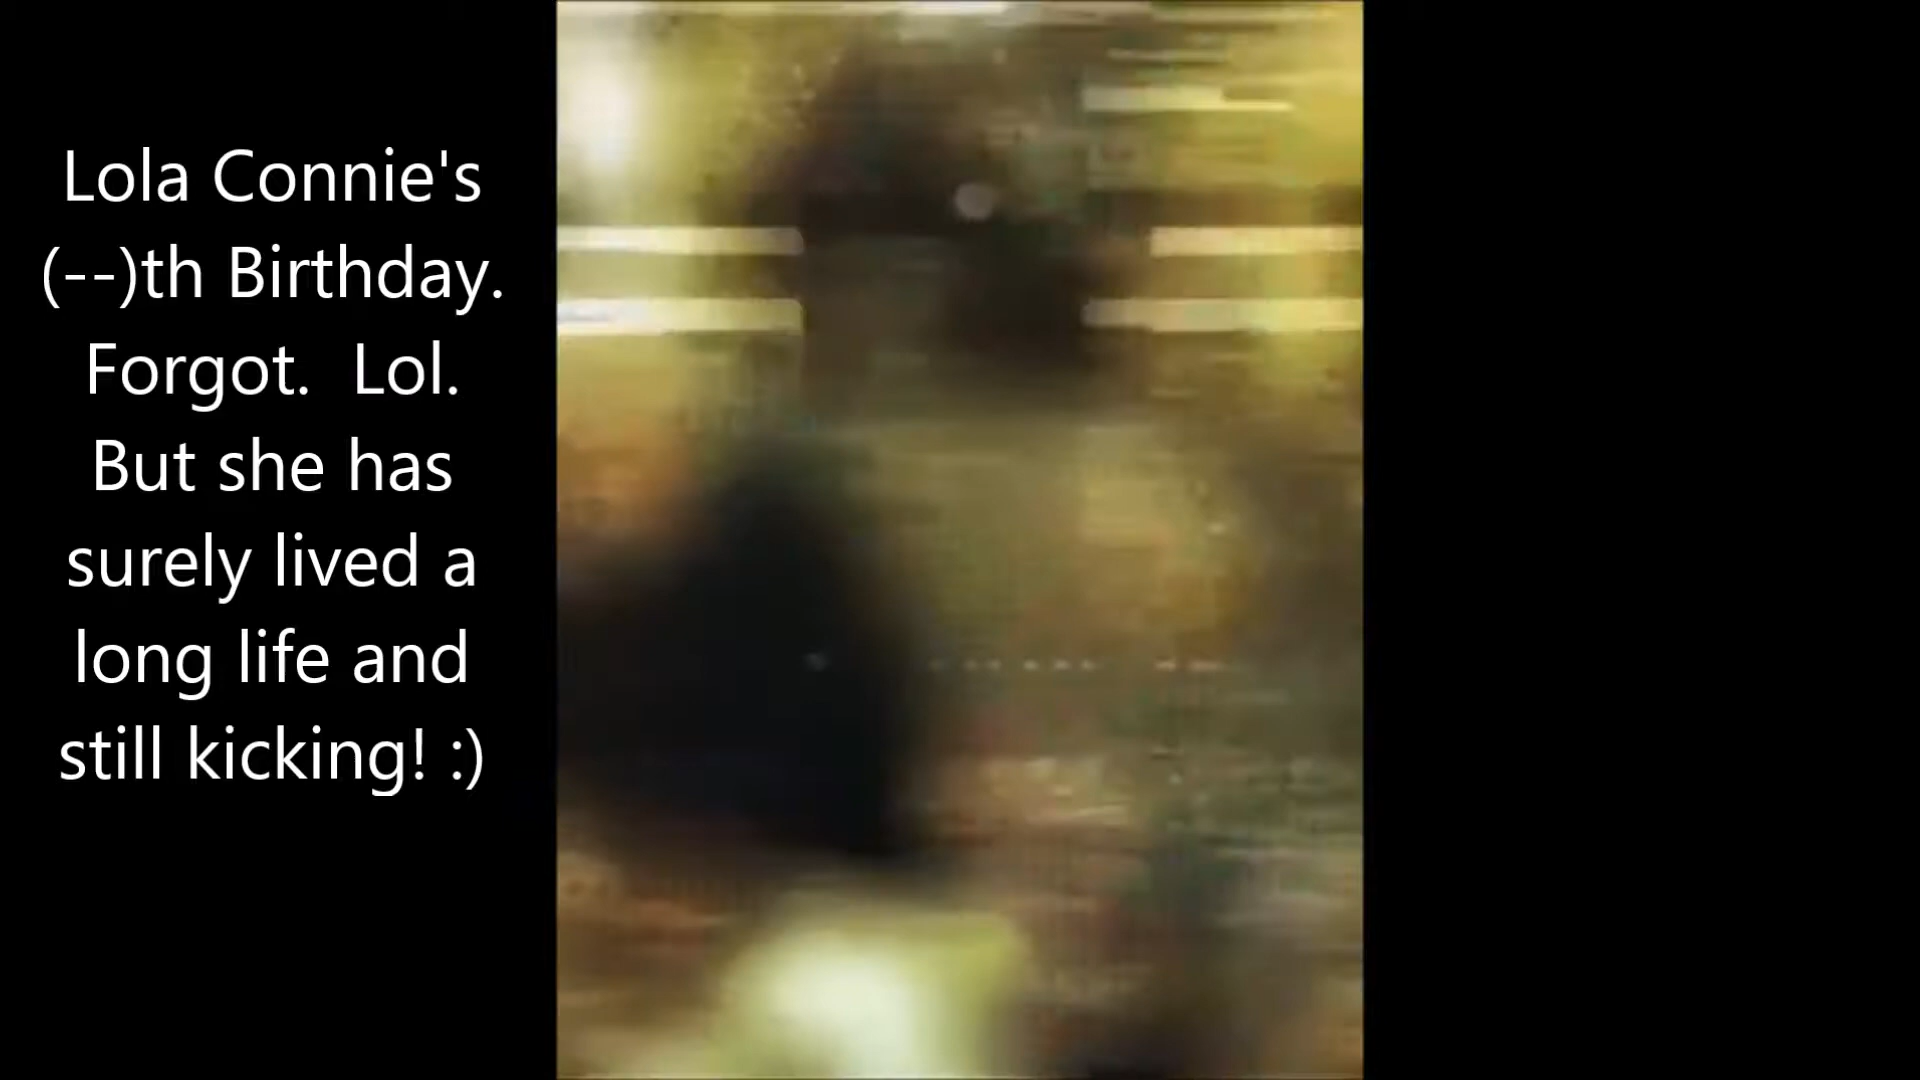 Lola Connie's
(--)th Birthday.
Forgot.  Lol.
But she has
surely lived a
long life and
still kicking! :)